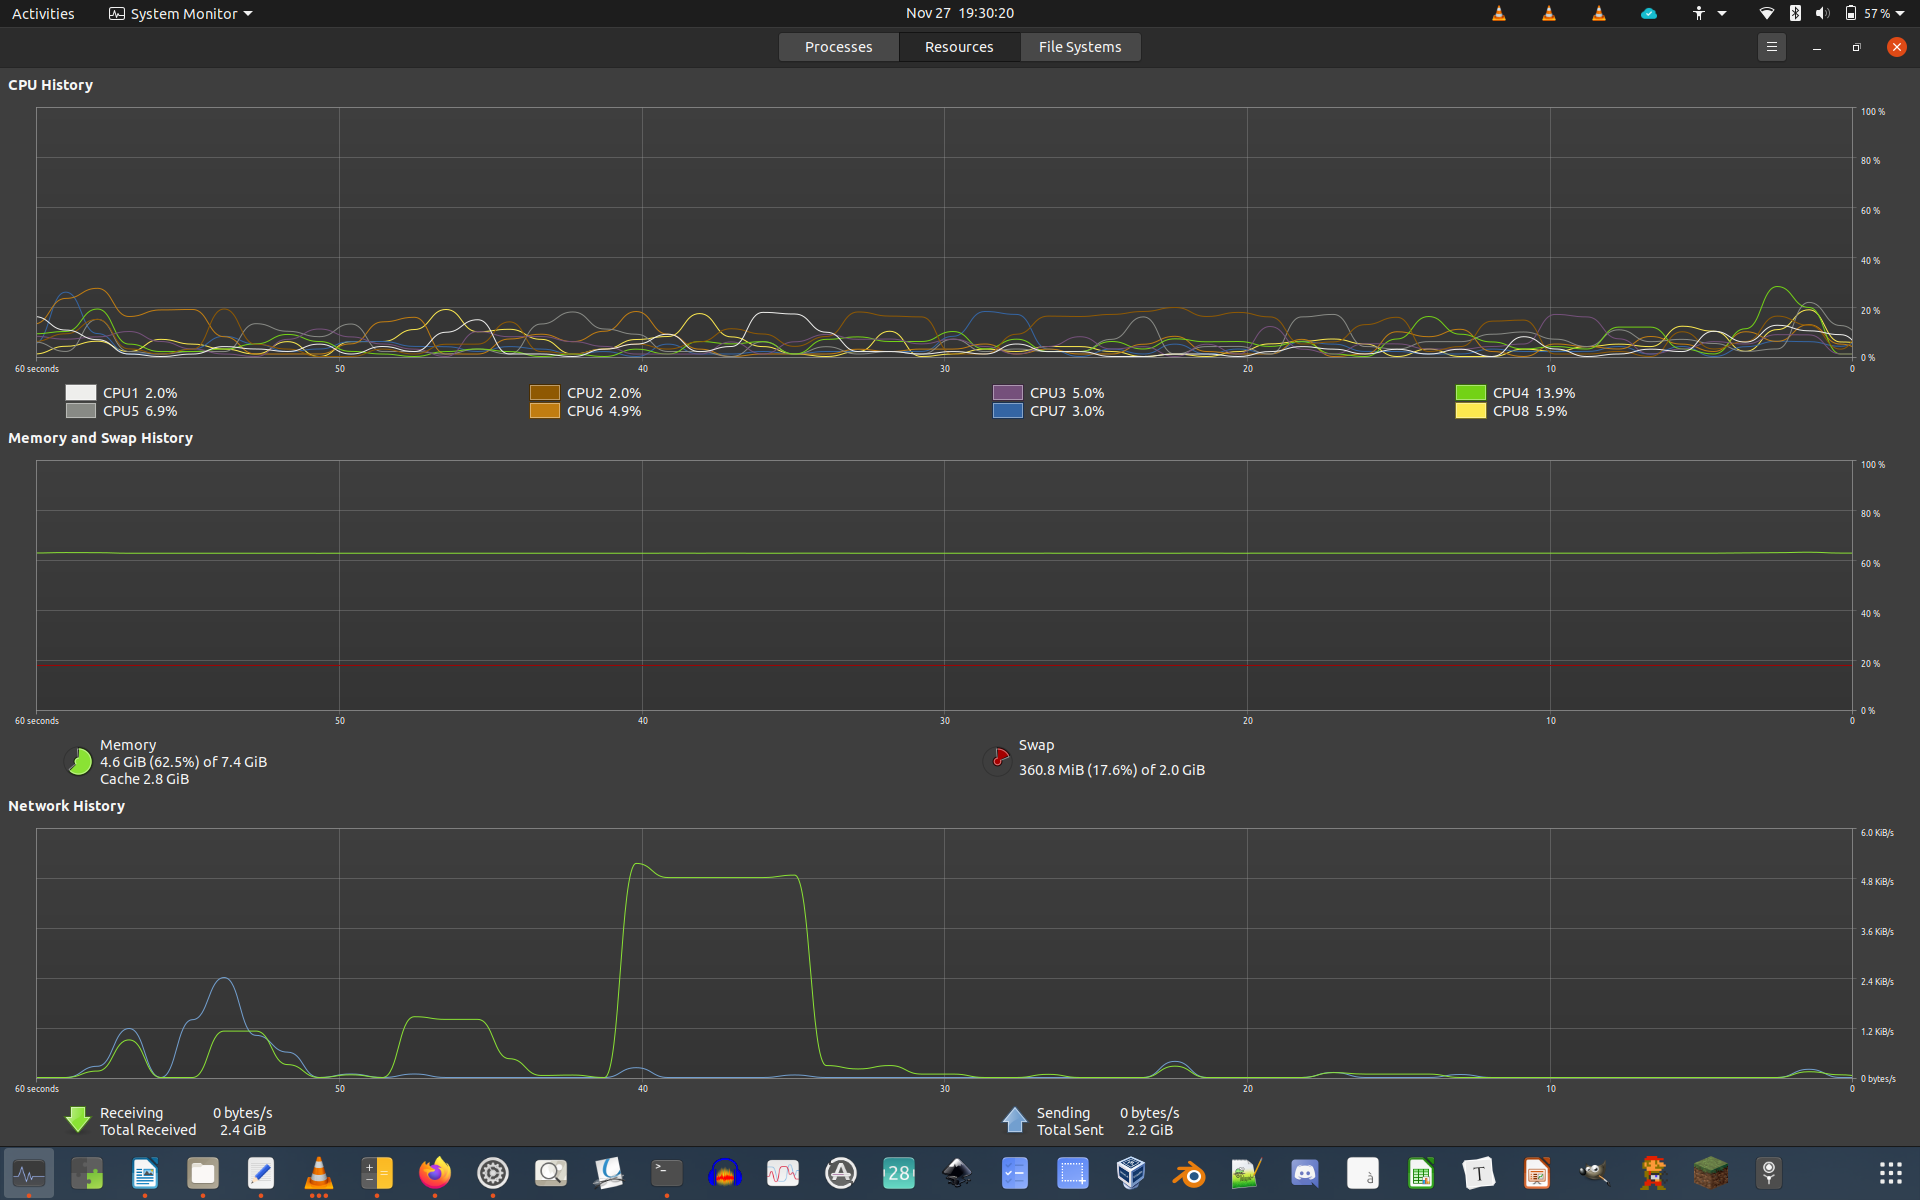 Activities System Monitor Nov 27 19:30:20 57 %
Processes Resources File Systems
CPU History
100 %
80 %
60 %
40 %
20 %
0 %
60 seconds 50 40 30 20 10 0
CPU1 2.0% CPU2 2.0% CPU3 5.0% CPU4 13.9%
CPU5 6.9% CPU6 4.9% CPU7 3.0% CPU8 5.9%
Memory and Swap History
100 %
80 %
60 %
40 %
20 %
0 %
60 seconds 50 40 30 20 10 0
Memory Swap
4.6 GiB (62.5%) of 7.4 GiB 360.8 MiB (17.6%) of 2.0 GiB
Cache 2.8 GiB
Network History
6.0 KiB/s
4.8 KiB/s
3.6 KiB/s
2.4 KiB/s
1.2 KiB/s
0 bytes/s
60 seconds 50 40 30 20 10 0
Receiving 0 bytes/s Sending 0 bytes/s
Total Received 2.4 GiB Total Sent 2.2 GiB
28 à T